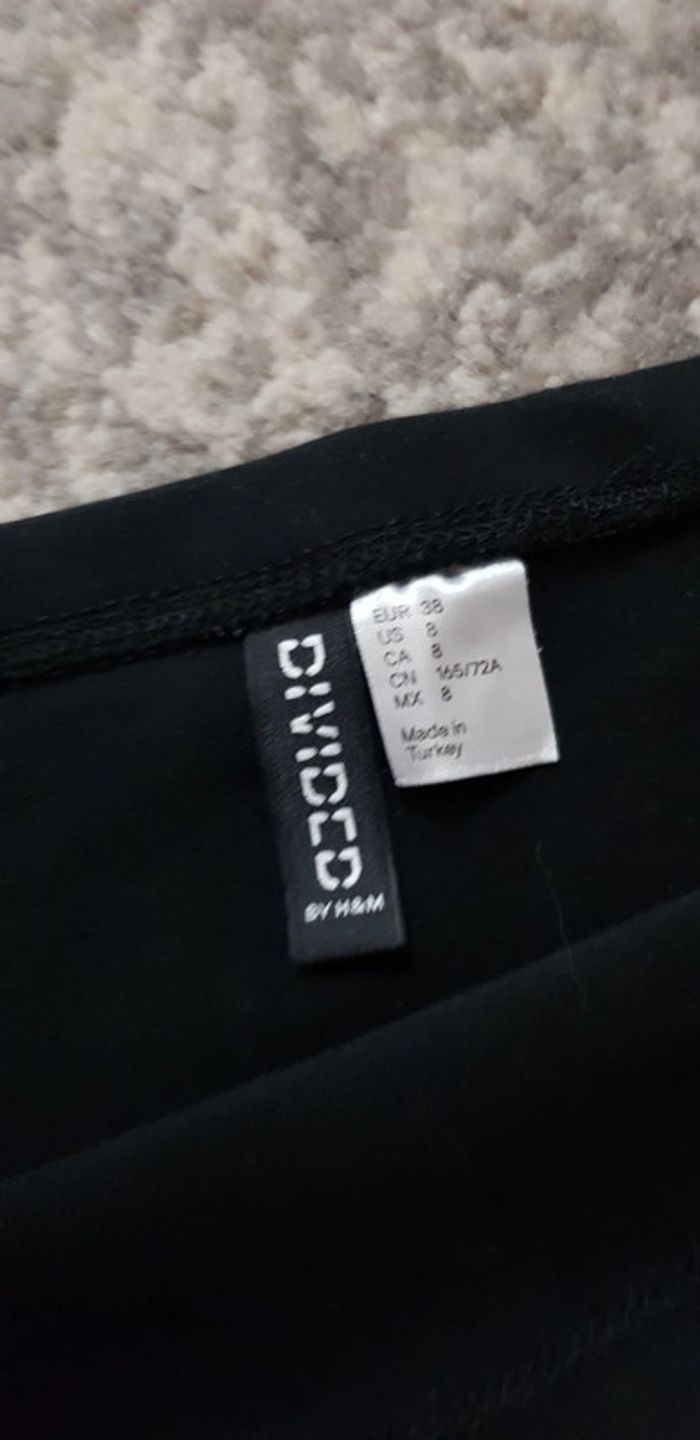 DIVIDED
BY H&M
EUR 38
US 8
CA 8
CN 165/72A
MX 8
Made in
Turkey